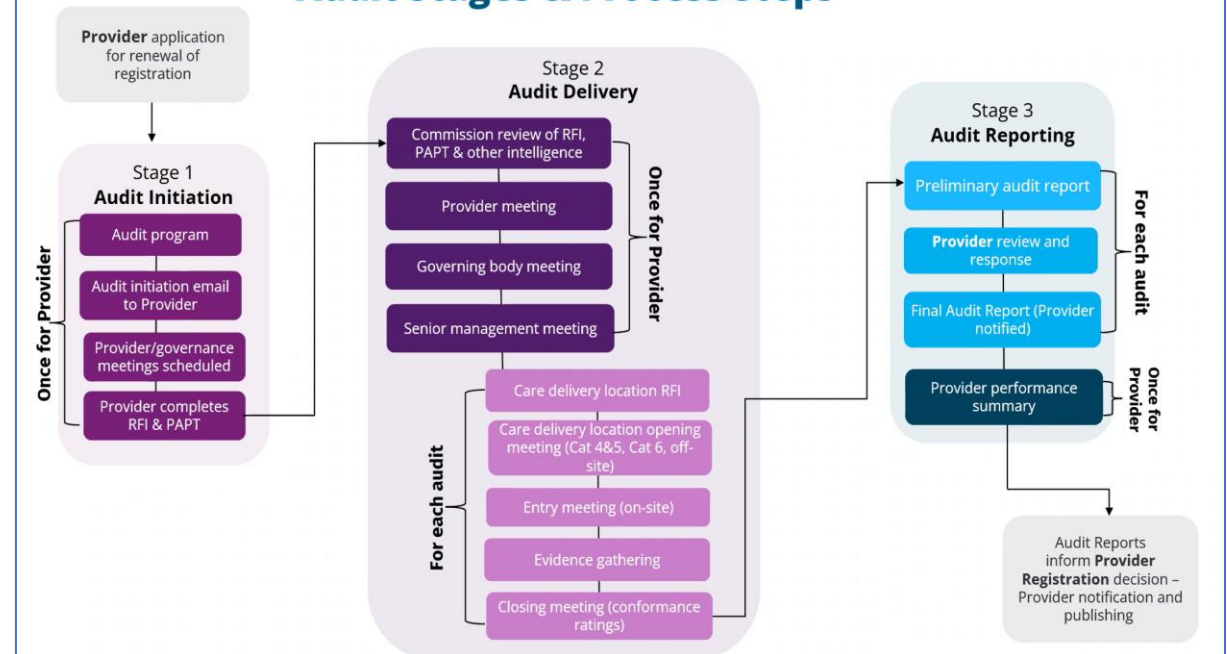 Provider application
for renewal of
registration
Stage 1
Audit Initiation
Once for Provider
Audit program
Audit initiation email
to Provider
Provider/governance
meetings scheduled
Provider completes
RFI & PAPT
Stage 2
Audit Delivery
Commission review of RFI,
PAPT & other intelligence
Provider meeting
Governing body meeting
Senior management meeting
Once for Provider
For each audit
Care delivery location RFI
Care delivery location opening
meeting (Cat 4&5, Cat 6, off-
site)
Entry meeting (on-site)
Evidence gathering
Closing meeting (conformance
ratings)
Stage 3
Audit Reporting
Preliminary audit report
Provider review and
response
Final Audit Report (Provider
notified)
For each audit
Provider performance
summary
Once for
Provider
Audit Reports
inform Provider
Registration decision –
Provider notification and
publishing